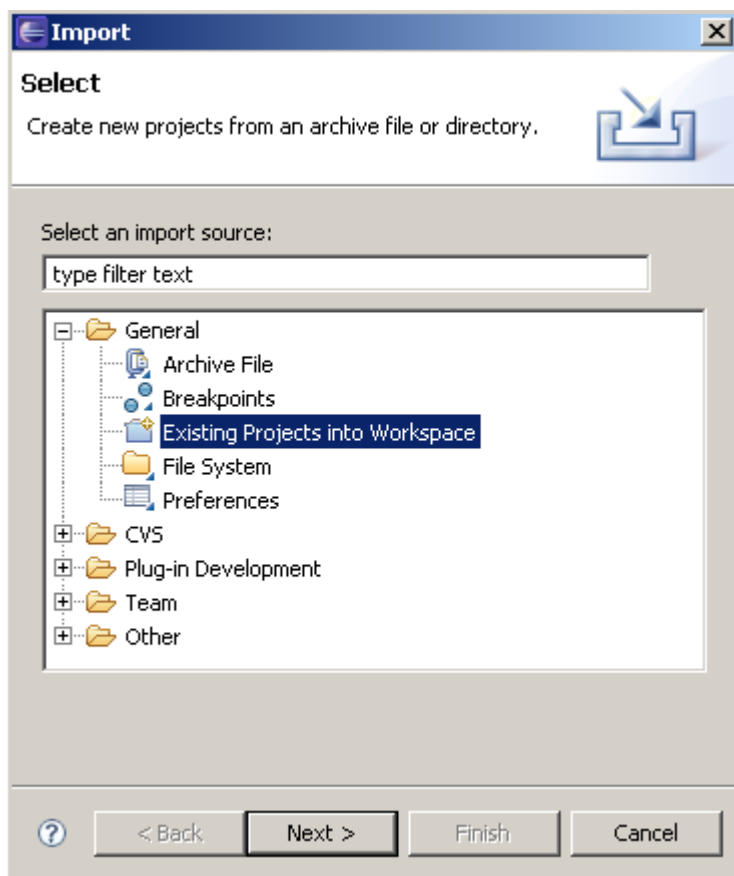 Import
Select
Create new projects from an archive file or directory.
Select an import source:
type filter text
General
Archive File
Breakpoints
Existing Projects into Workspace
File System
Preferences
CVS
Plug-in Development
Team
Other
? < Back Next > Finish Cancel